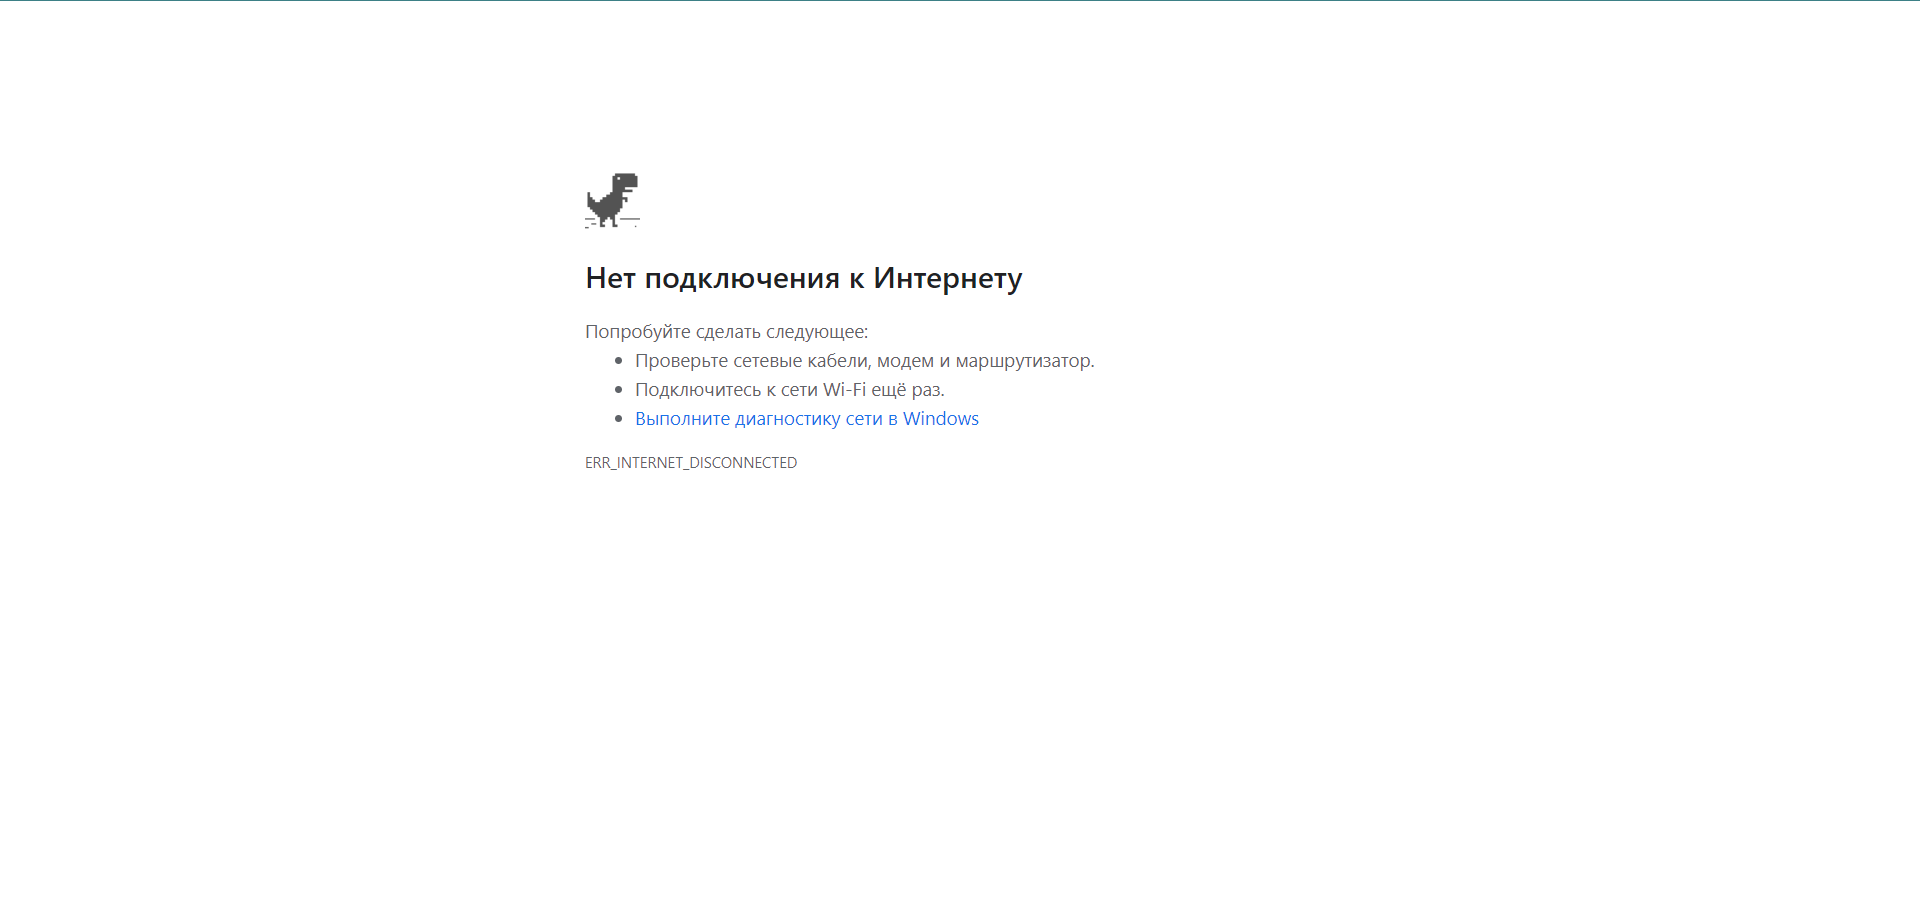 Нет подключения к Интернету
Попробуйте сделать следующее:
Проверьте сетевые кабели, модем и маршрутизатор.
Подключитесь к сети Wi-Fi ещё раз.
Выполните диагностику сети в Windows
ERR_INTERNET_DISCONNECTED